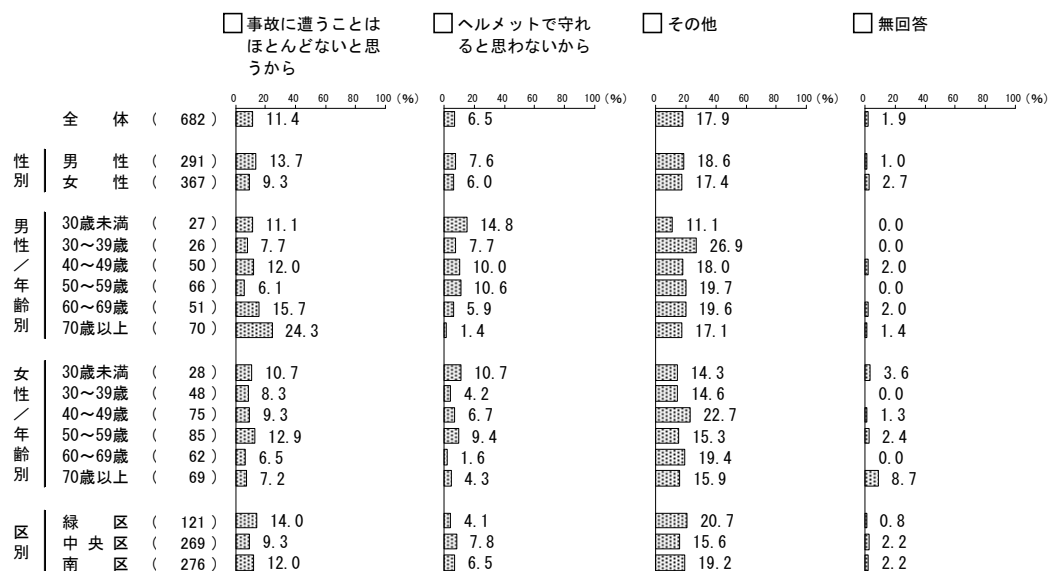 事故に遭うことは ヘルメットで守れ その他 無回答
ほとんどないと思 ると思わないから
うから
0 20 40 60 80 100 (%) 0 20 40 60 80 100 (%) 0 20 40 60 80 100 (%) 0 20 40 60 80 100 (%)
全体 ( 682 ) 11.4 6.5 17.9 1.9
性別
男性 ( 291 ) 13.7 7.6 18.6 1.0
女性 ( 367 ) 9.3 6.0 17.4 2.7
男性/年齢別
30歳未満 ( 27 ) 11.1 14.8 11.1 0.0
30~39歳 ( 26 ) 7.7 7.7 26.9 0.0
40~49歳 ( 50 ) 12.0 10.0 18.0 2.0
50~59歳 ( 66 ) 6.1 10.6 19.7 0.0
60~69歳 ( 51 ) 15.7 5.9 19.6 2.0
70歳以上 ( 70 ) 24.3 1.4 17.1 1.4
女性/年齢別
30歳未満 ( 28 ) 10.7 10.7 14.3 3.6
30~39歳 ( 48 ) 8.3 4.2 14.6 0.0
40~49歳 ( 75 ) 9.3 6.7 22.7 1.3
50~59歳 ( 85 ) 12.9 9.4 15.3 2.4
60~69歳 ( 62 ) 6.5 1.6 19.4 0.0
70歳以上 ( 69 ) 7.2 4.3 15.9 8.7
区別
緑区 ( 121 ) 14.0 4.1 20.7 0.8
中央区 ( 269 ) 9.3 7.8 15.6 2.2
南区 ( 276 ) 12.0 6.5 19.2 2.2